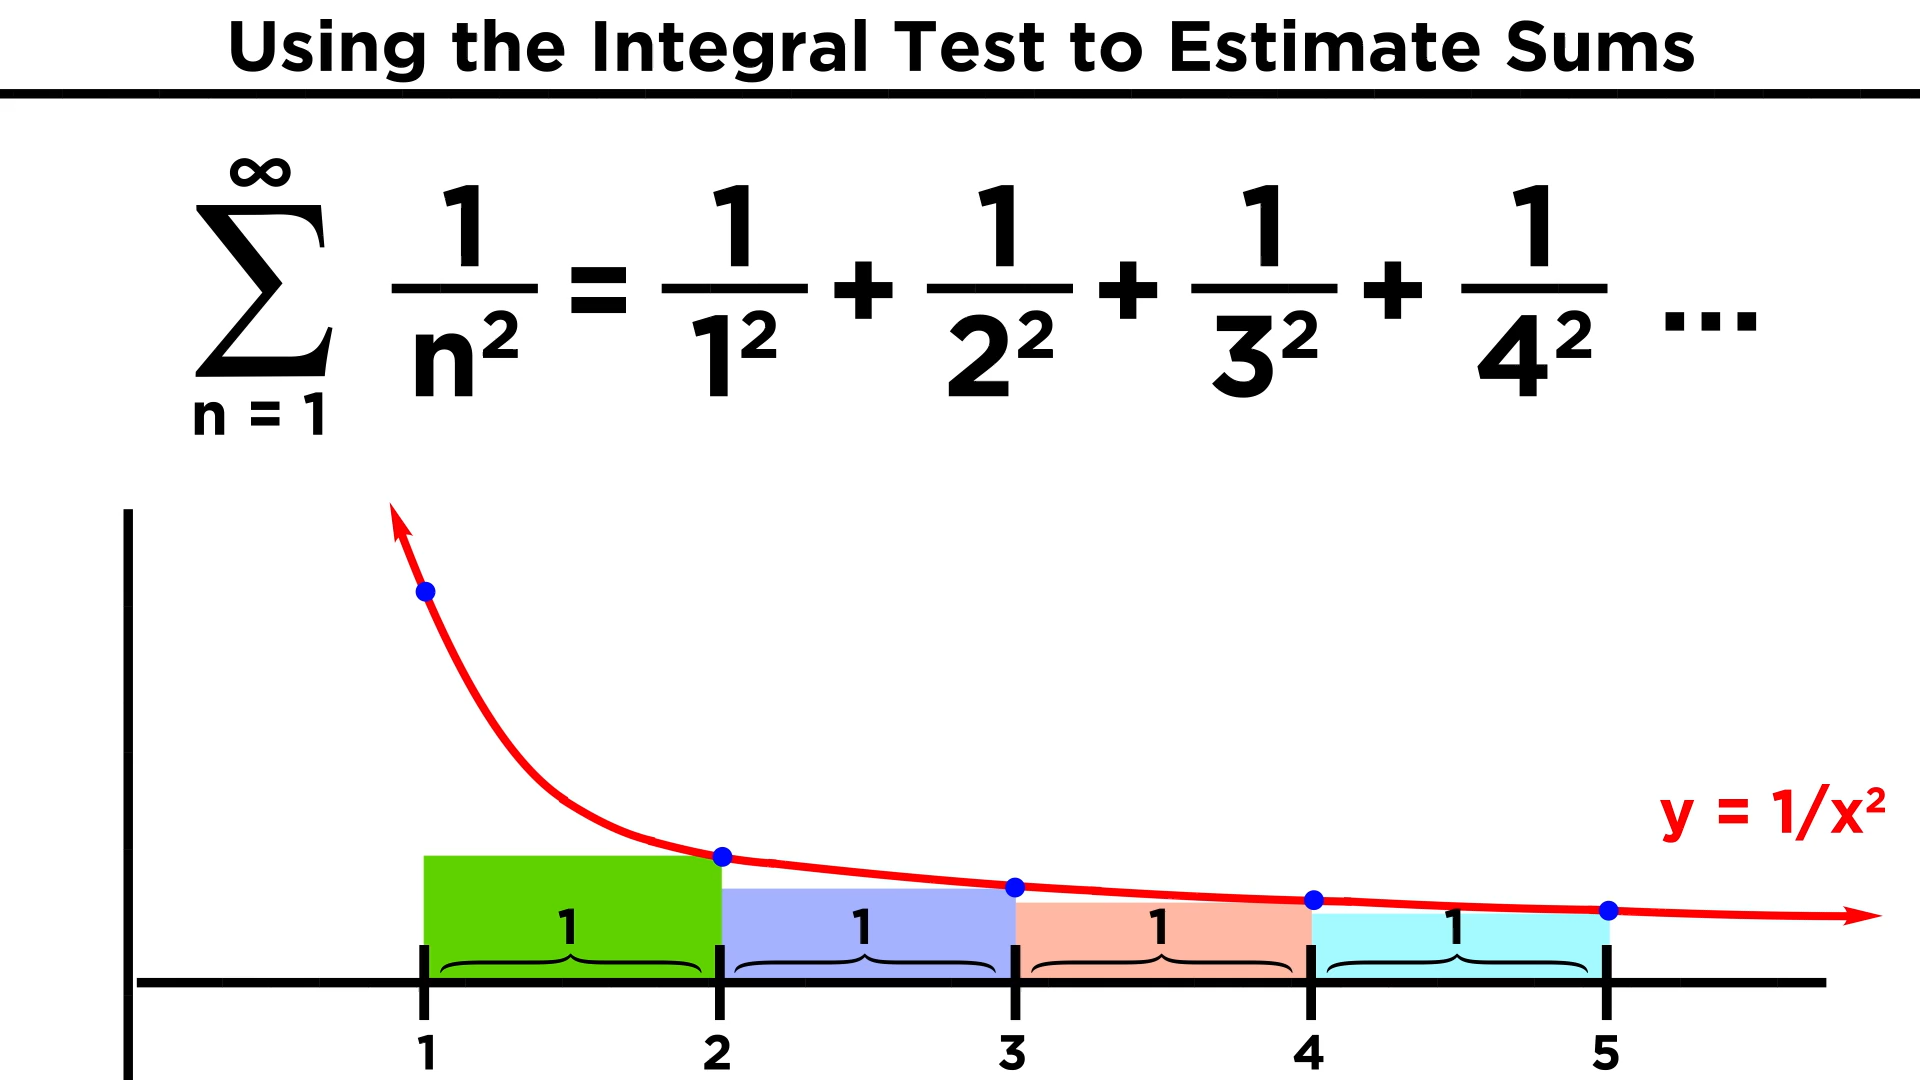 Using the Integral Test to Estimate Sums
∞
∑ 1/n² = 1/1² + 1/2² + 1/3² + 1/4² ...
n = 1
y = 1/x²
1 1 1 1
1 2 3 4 5